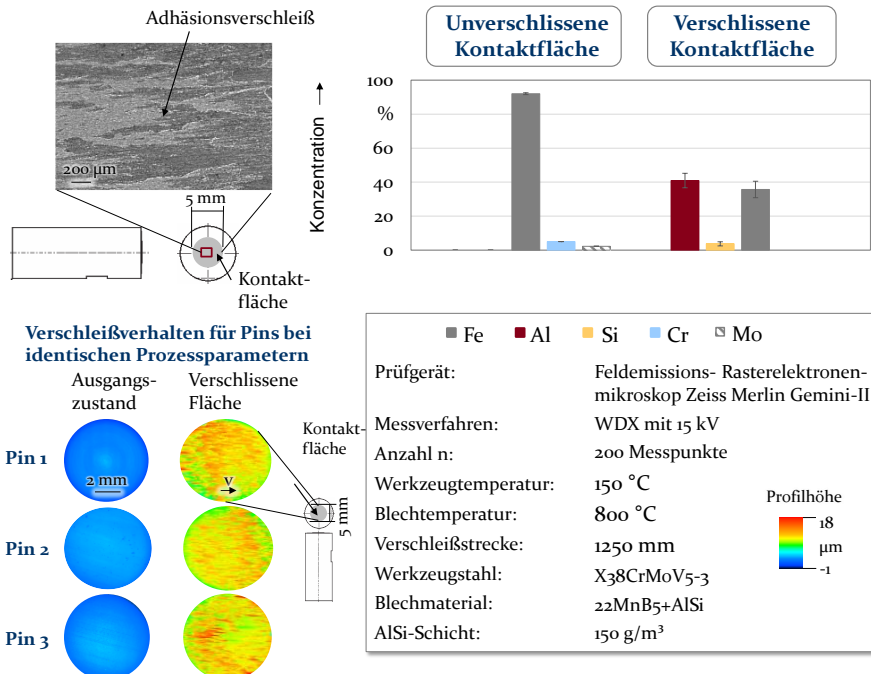 Adhäsionsverschleiß
200 µm
5 mm
Kontakt-
fläche
Unverschlissene
Kontaktfläche
Verschlissene
Kontaktfläche
Konzentration
100
%
60
40
20
0
Verschleißverhalten für Pins bei
identischen Prozessparametern
Ausgangs-
zustand
Verschlissene
Fläche
Kontakt-
fläche
Pin 1
2 mm
v
5 mm
Pin 2
Pin 3
Fe Al Si Cr Mo
Prüfgerät: Feldemissions- Rasterelektronen-
mikroskop Zeiss Merlin Gemini-II
Messverfahren: WDX mit 15 kV
Anzahl n: 200 Messpunkte
Werkzeugtemperatur: 150 °C
Blechtemperatur: 800 °C
Verschleißstrecke: 1250 mm
Werkzeugstahl: X38CrMoV5-3
Blechmaterial: 22MnB5+AlSi
AlSi-Schicht: 150 g/m³
Profilhöhe
18
µm
-1